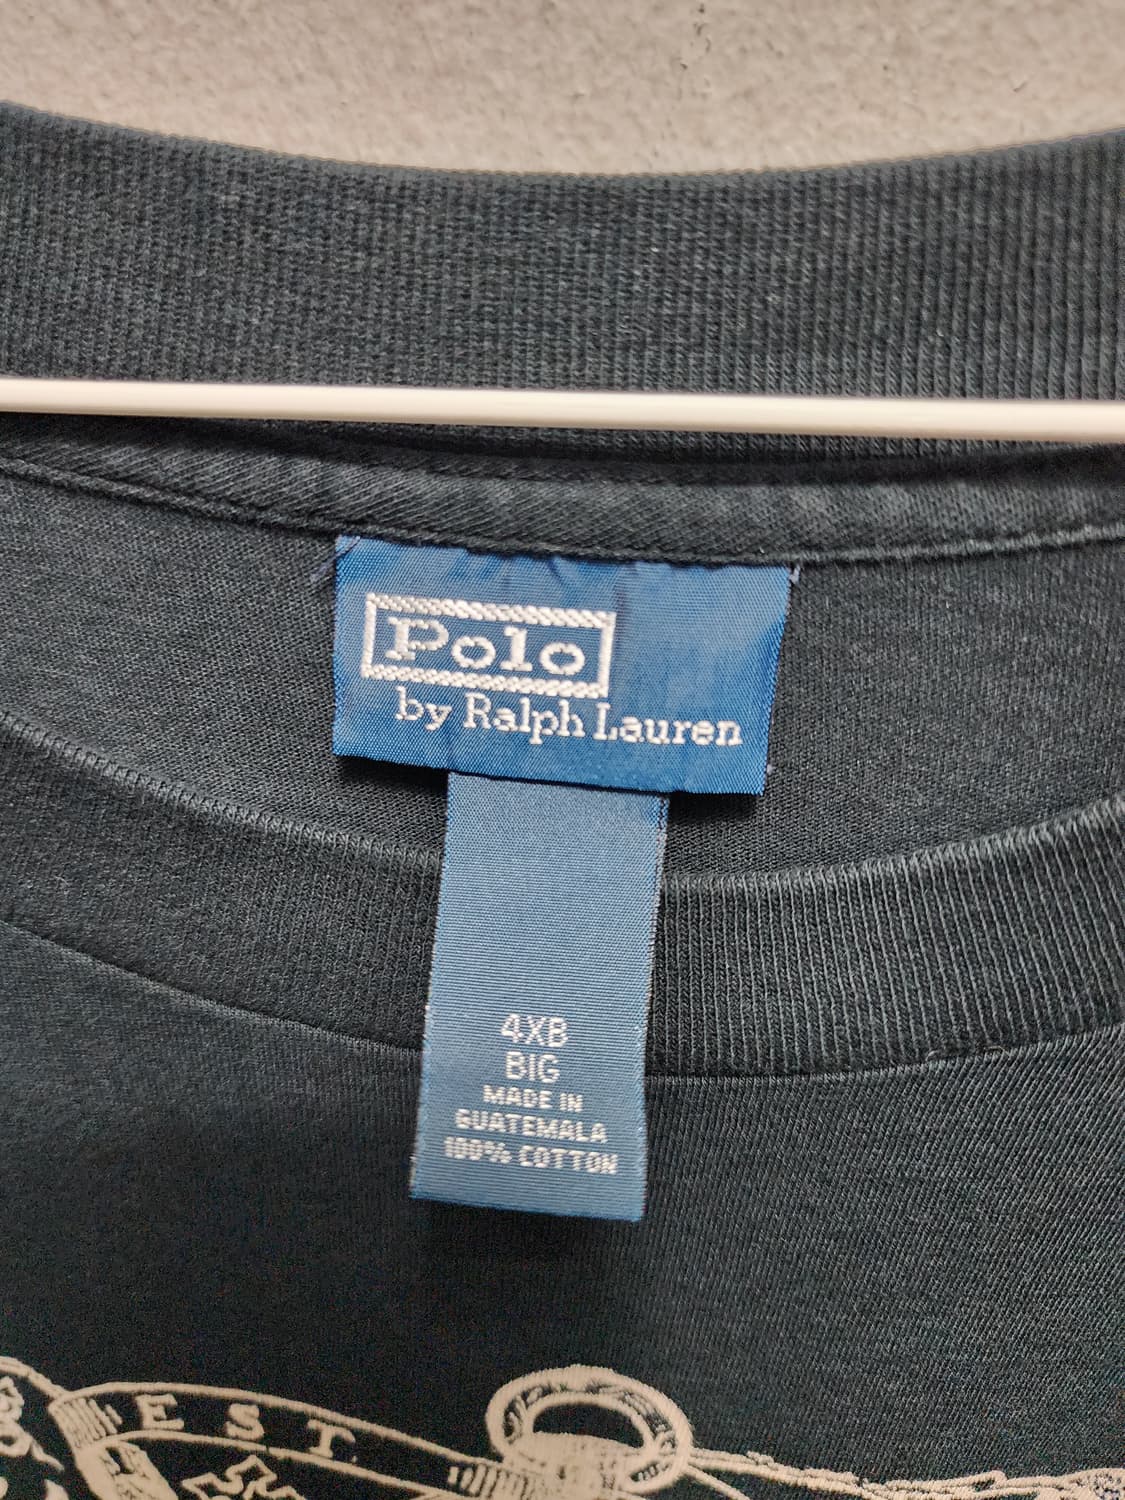 Polo
by Ralph Lauren
4XB
BIG
MADE IN
GUATEMALA
100% COTTON
EST.